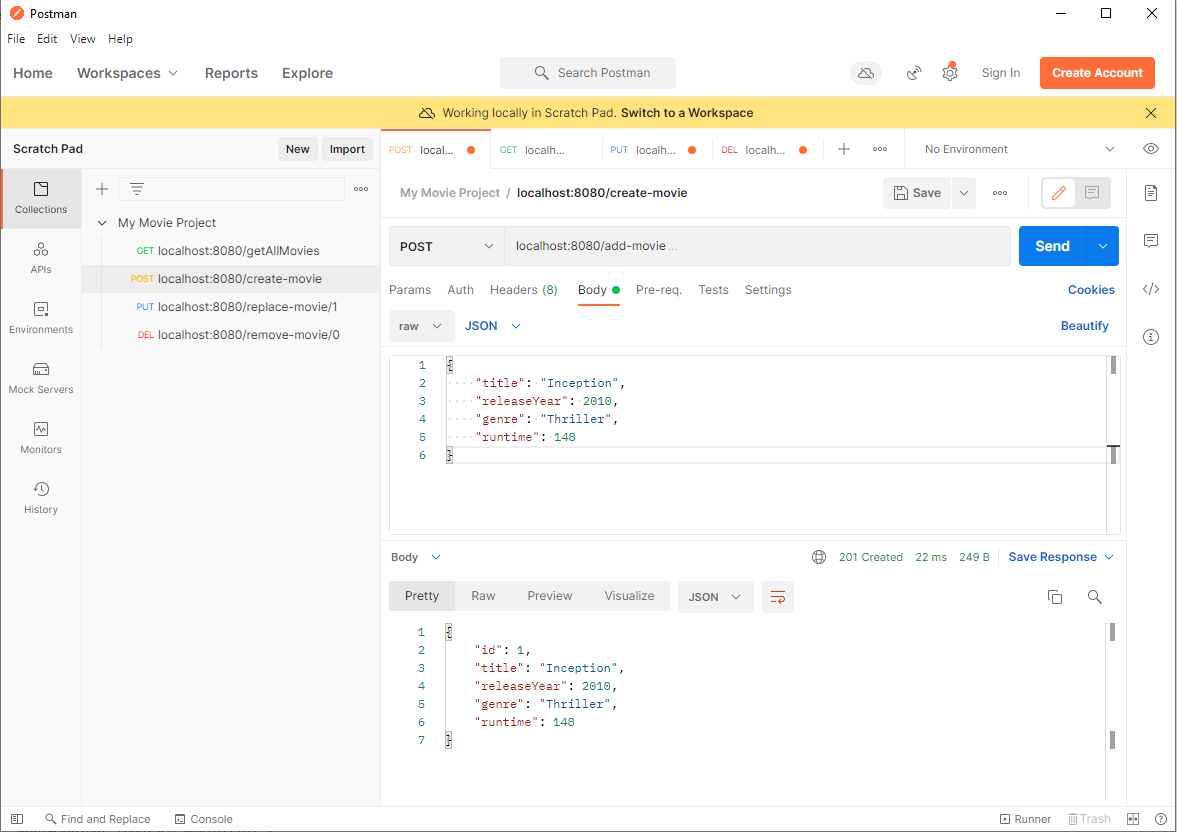 Postman
File Edit View Help
Home Workspaces Reports Explore Search Postman Sign In Create Account
Working locally in Scratch Pad. Switch to a Workspace
Scratch Pad New Import
POST local... GET localh... PUT localh... DEL localh... No Environment
Collections
APIs
Environments
Mock Servers
Monitors
History
My Movie Project
GET localhost:8080/getAllMovies
POST localhost:8080/create-movie
PUT localhost:8080/replace-movie/1
DEL localhost:8080/remove-movie/0
My Movie Project / localhost:8080/create-movie Save
POST localhost:8080/add-movie ... Send
Params Auth Headers (8) Body Pre-req. Tests Settings Cookies
raw JSON Beautify
1 {
2 "title": "Inception",
3 "releaseYear": 2010,
4 "genre": "Thriller",
5 "runtime": 148
6 }
Body 201 Created 22 ms 249 B Save Response
Pretty Raw Preview Visualize JSON
1 {
2 "id": 1,
3 "title": "Inception",
4 "releaseYear": 2010,
5 "genre": "Thriller",
6 "runtime": 148
7 }
Find and Replace Console Runner Trash